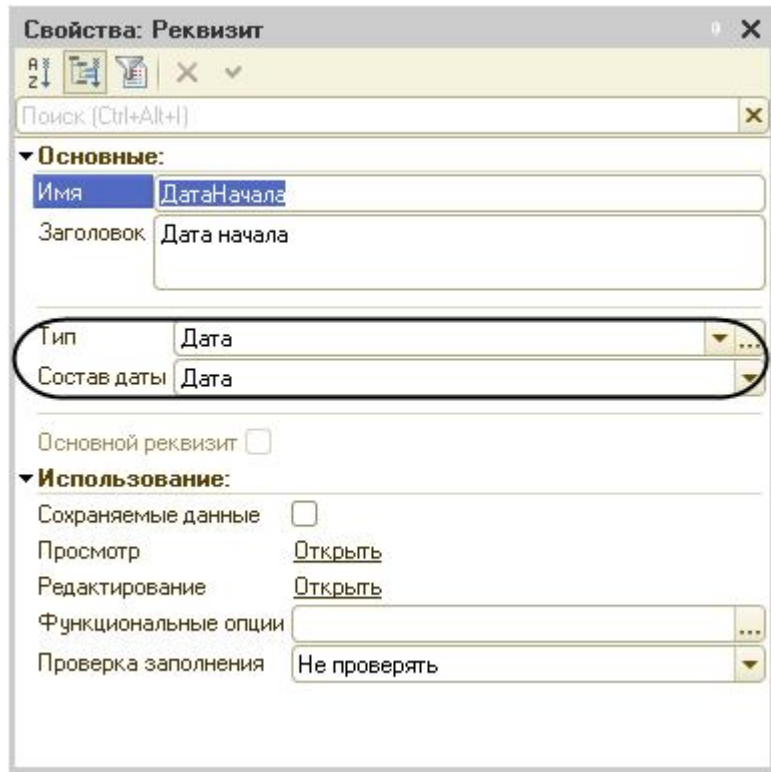 Свойства: Реквизит
Поиск (Ctrl+Alt+I)
Основные:
Имя ДатаНачала
Заголовок Дата начала
Тип Дата ...
Состав даты Дата
Основной реквизит
Использование:
Сохраняемые данные
Просмотр Открыть
Редактирование Открыть
Функциональные опции ...
Проверка заполнения Не проверять